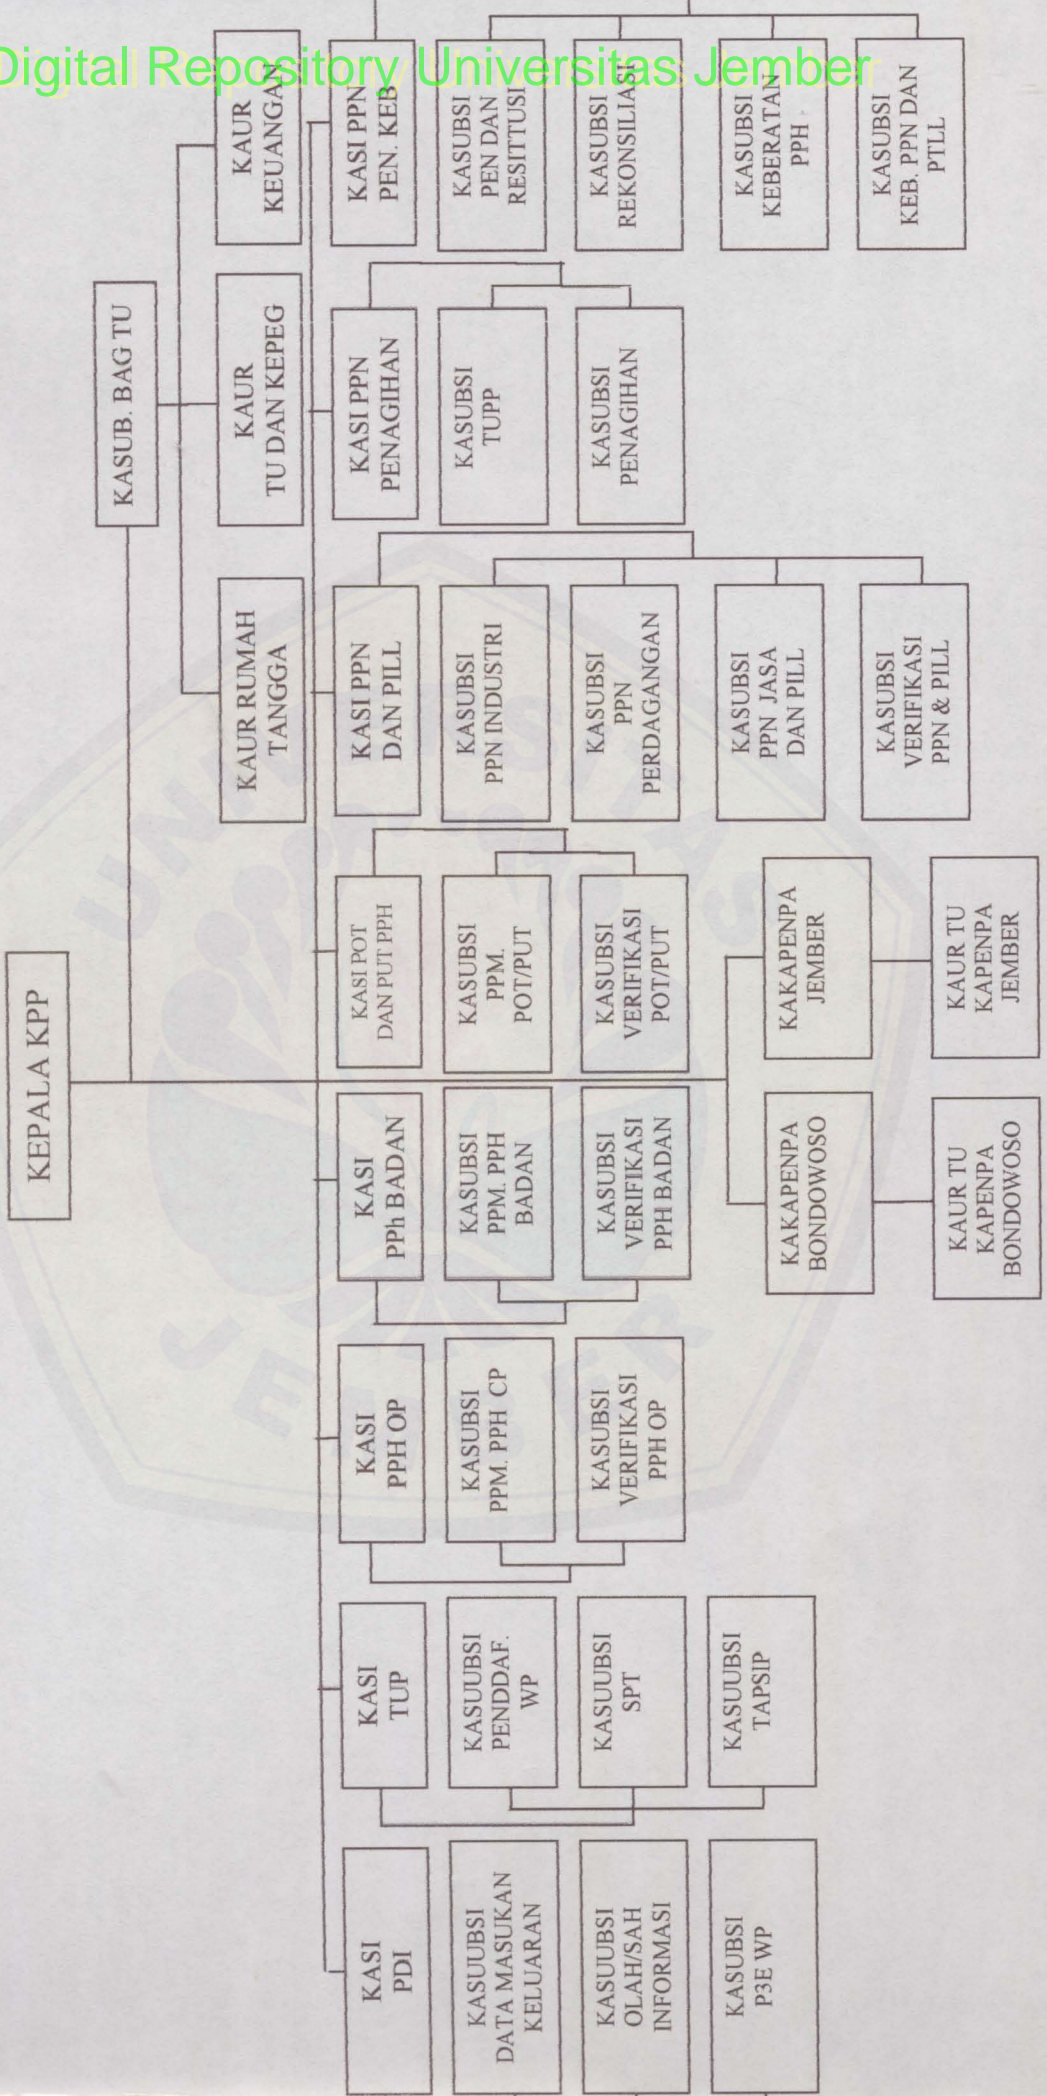 Digital Repository Universitas Jember
KEPALA KPP
KASUB. BAG TU
KAUR RUMAH
TANGGA
KAUR
TU DAN KEPEG
KAUR
KEUANGAN
KASI
PDI
KASI
TUP
KASI
PPH OP
KASI
PPh BADAN
KASI POT
DAN PUT PPH
KASI PPN
DAN PILL
KASI PPN
PENAGIHAN
KASI PPN
PEN. KEB
KASUUBSI
DATA MASUKAN
KELUARAN
KASUUBSI
PENDDAF.
WP
KASUBSI
PPM. PPH CP
KASUBSI
PPM. PPH
BADAN
KASUBSI
PPM.
POT/PUT
KASUBSI
PPN INDUSTRI
KASUBSI
TUPP
KASUBSI
PEN DAN
RESITTUSI
KASUUBSI
OLAH/SAH
INFORMASI
KASUUBSI
SPT
KASUBSI
VERIFIKASI
PPH OP
KASUBSI
VERIFIKASI
PPH BADAN
KASUBSI
VERIFIKASI
POT/PUT
KASUBSI
PPN
PERDAGANGAN
KASUBSI
PENAGIHAN
KASUBSI
REKONSILIASI
KASUBSI
P3E WP
KASUUBSI
TAPSIP
KAKAPENPA
BONDOWOSO
KAKAPENPA
JEMBER
KASUBSI
PPN JASA
DAN PILL
KASUBSI
KEBERATAN
PPH
KAUR TU
KAPENPA
BONDOWOSO
KAUR TU
KAPENPA
JEMBER
KASUBSI
VERIFIKASI
PPN & PILL
KASUBSI
KEB. PPN DAN
PTLL
UNIVERSITAS
JEMBER